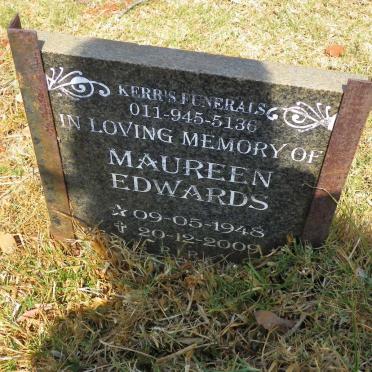 KERR'S FUNERALS
011-945-5136
IN LOVING MEMORY OF
MAUREEN
EDWARDS
☆ 09-05-1948
✝ 20-12-2009
R.I.P.